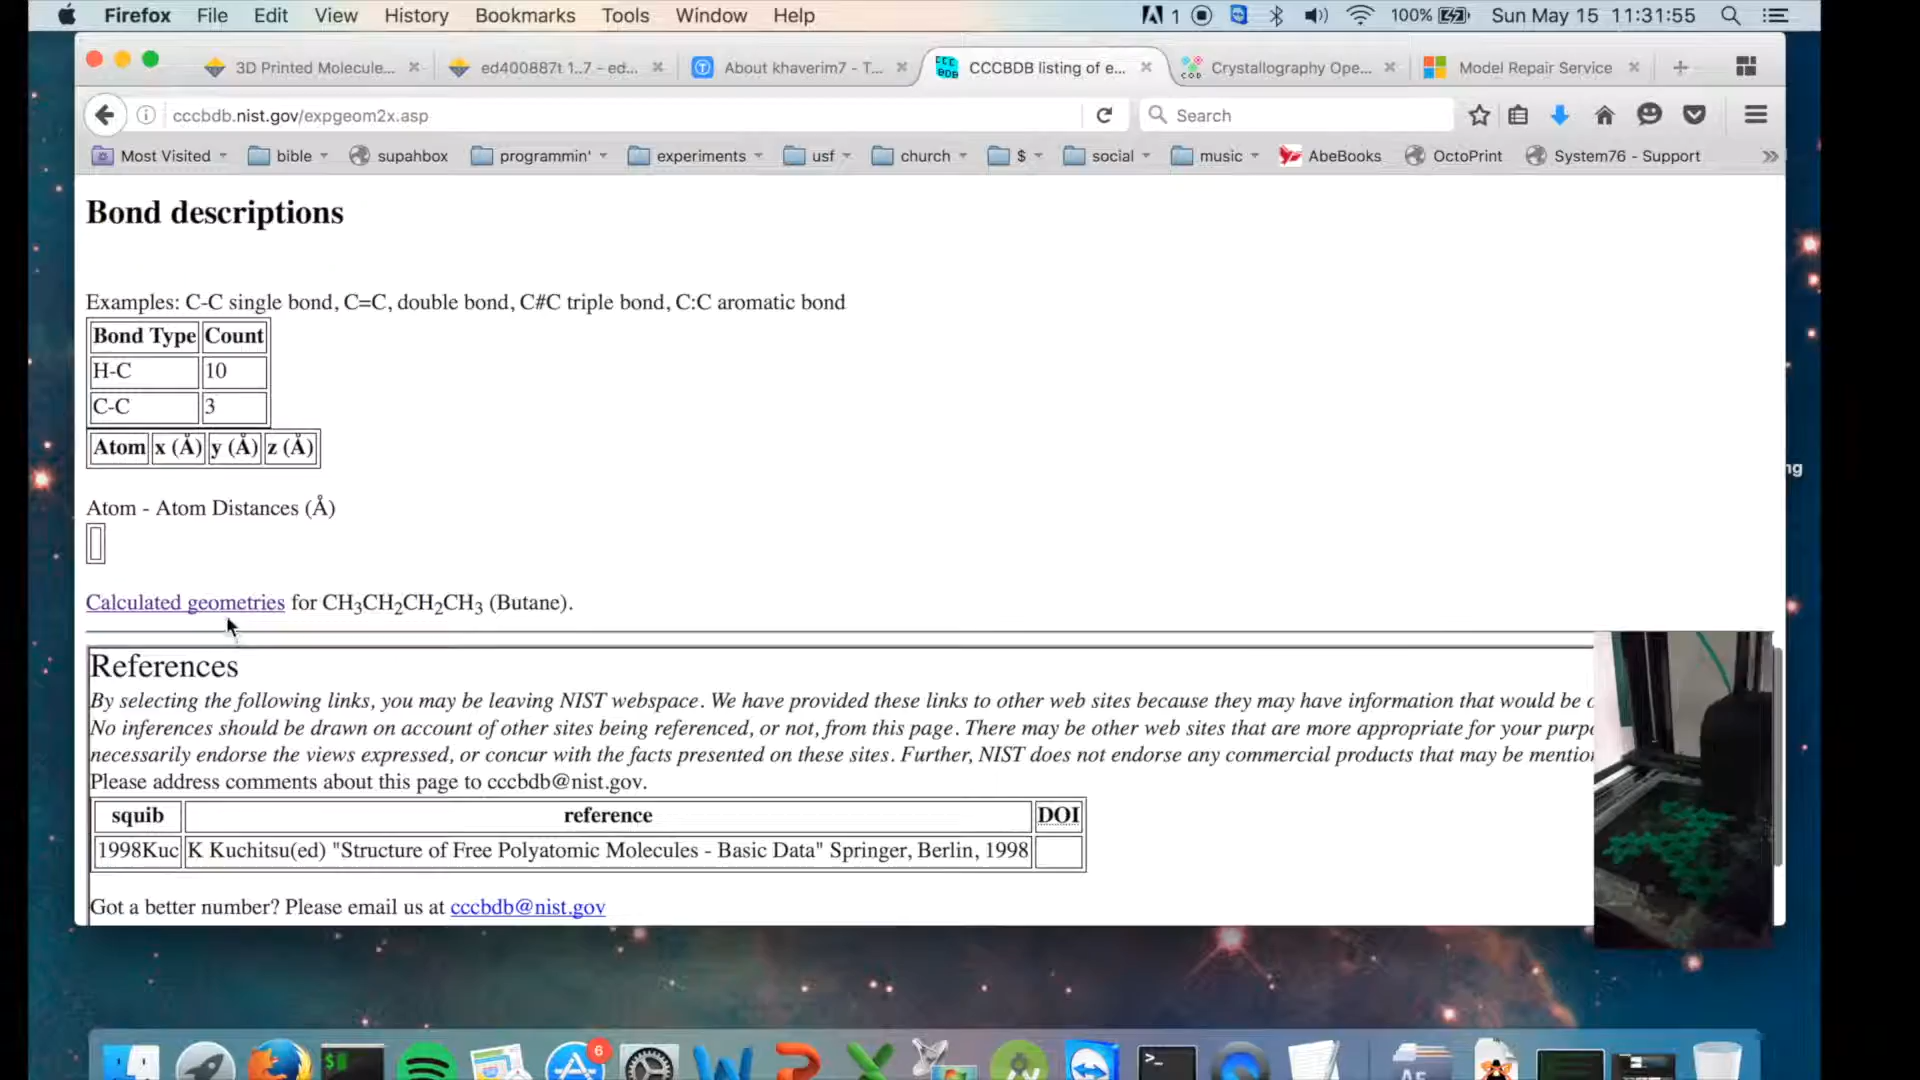 Firefox File Edit View History Bookmarks Tools Window Help 1 100% Sun May 15 11:31:55
3D Printed Molecule... ed400887t 1..7 - ed... About khaverim7 - T... CCCBDB listing of e... Crystallography Ope... Model Repair Service
cccbdb.nist.gov/expgeom2x.asp Search
Most Visited bible supahbox programmin' experiments usf church $ social music AbeBooks OctoPrint System76 - Support
Bond descriptions
Examples: C-C single bond, C=C, double bond, C#C triple bond, C:C aromatic bond
Bond Type Count
H-C 10
C-C 3
Atom x (Å) y (Å) z (Å)
ng
Atom - Atom Distances (Å)
Calculated geometries for CH3CH2CH2CH3 (Butane).
References
By selecting the following links, you may be leaving NIST webspace. We have provided these links to other web sites because they may have information that would be
No inferences should be drawn on account of other sites being referenced, or not, from this page. There may be other web sites that are more appropriate for your
necessarily endorse the views expressed, or concur with the facts presented on these sites. Further, NIST does not endorse any commercial products that may be
Please address comments about this page to cccbdb@nist.gov.
squib reference DOI
1998Kuc K Kuchitsu(ed) "Structure of Free Polyatomic Molecules - Basic Data" Springer, Berlin, 1998
Got a better number? Please email us at cccbdb@nist.gov
6